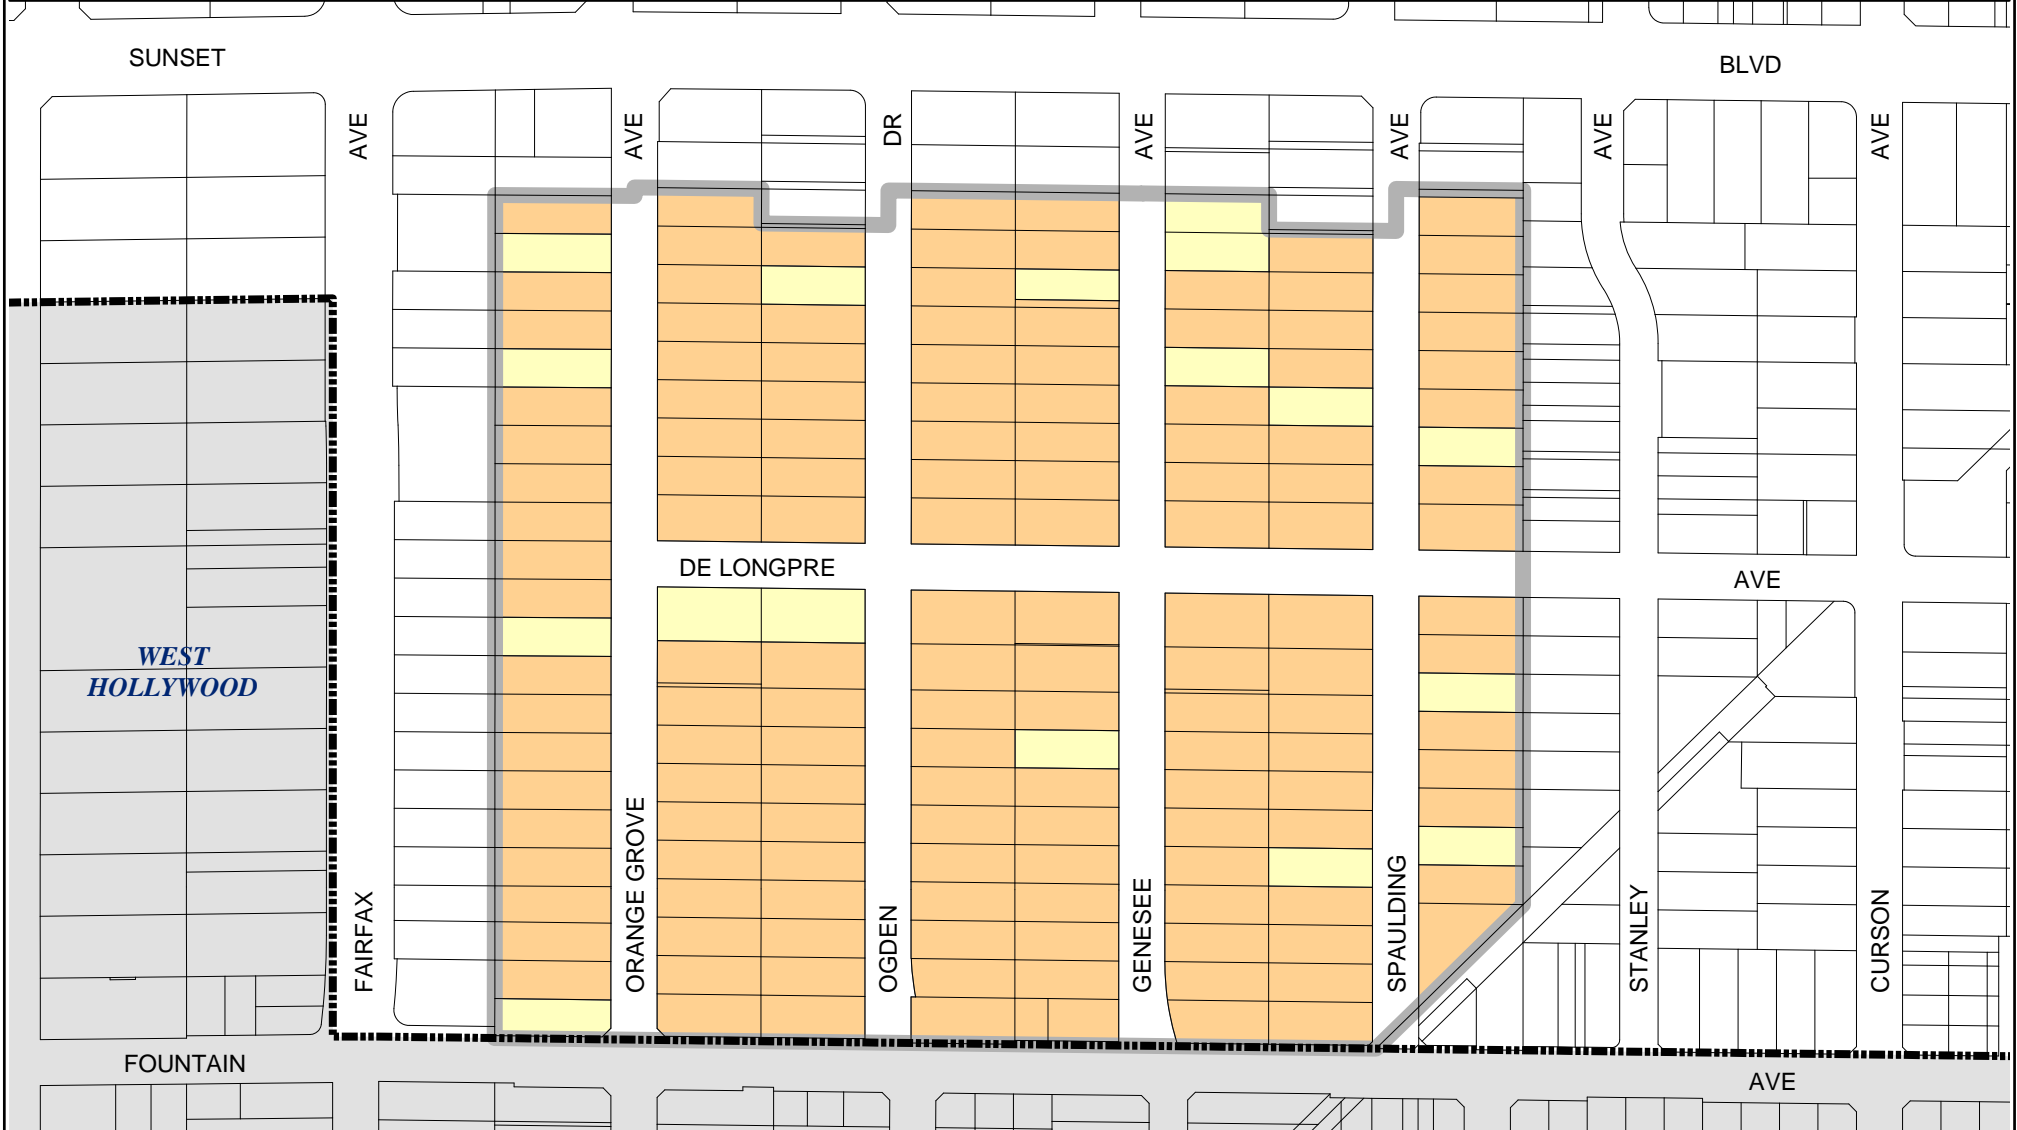 SUNSET
BLVD
AVE
AVE
DR
AVE
AVE
AVE
AVE
DE LONGPRE
AVE
WEST
HOLLYWOOD
FAIRFAX
ORANGE GROVE
OGDEN
GENESEE
SPAULDING
STANLEY
CURSON
FOUNTAIN
AVE